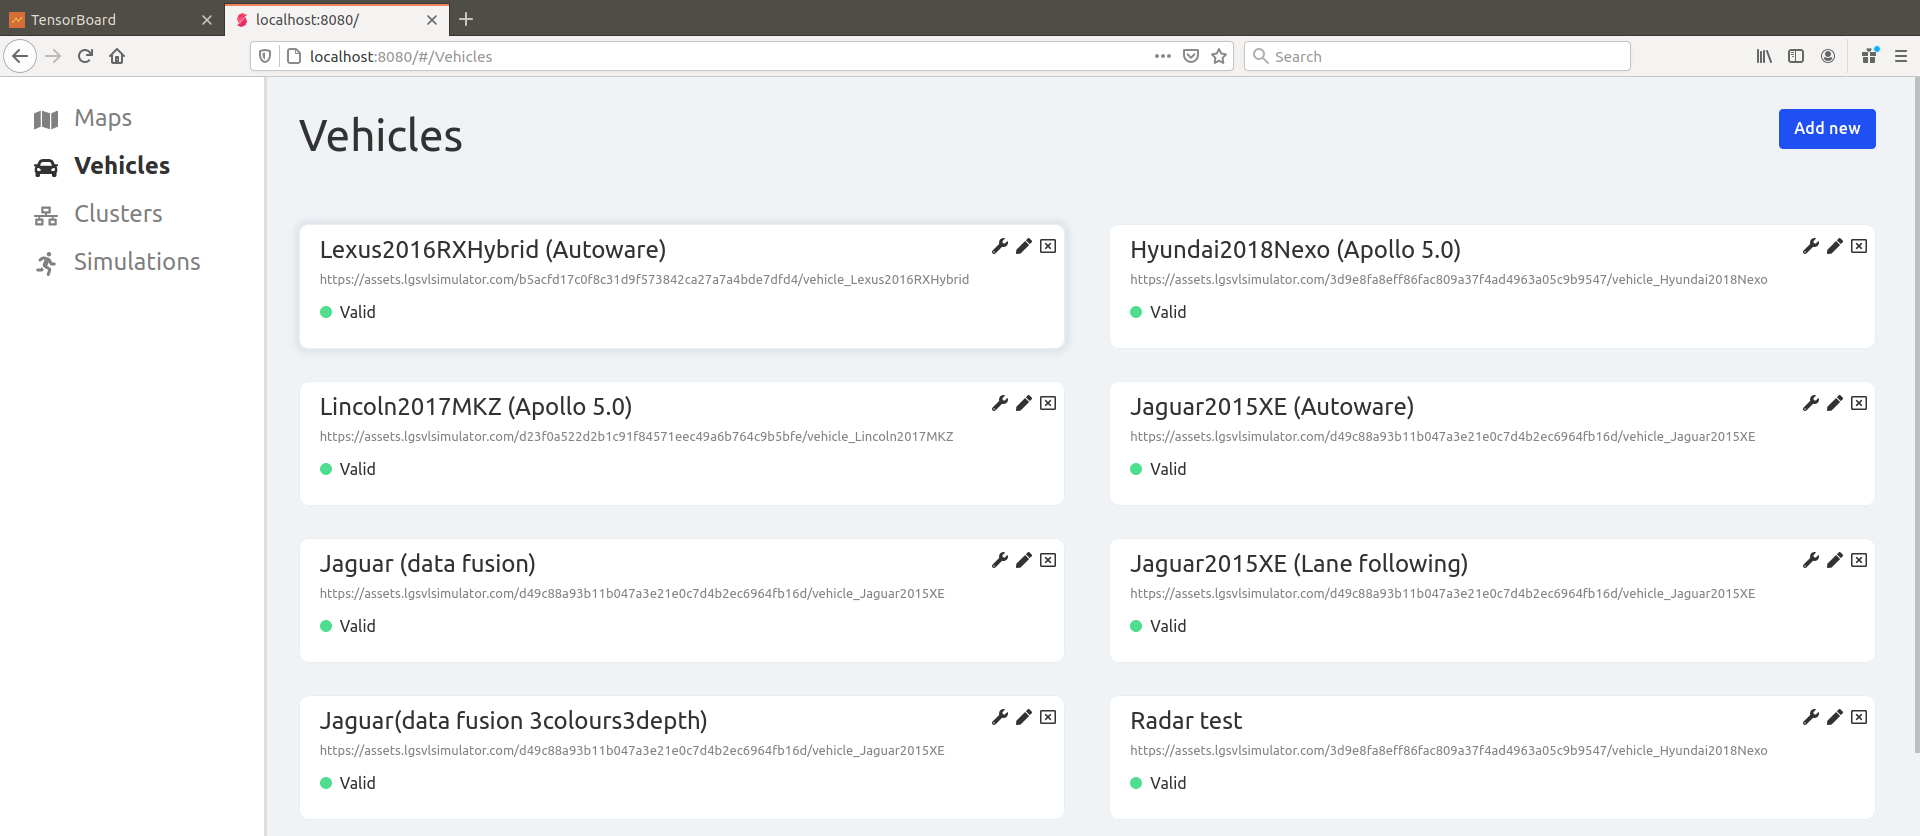 TensorBoard
localhost:8080/
localhost:8080/#/Vehicles
Search
Maps
Vehicles
Clusters
Simulations
Vehicles
Add new
Lexus2016RXHybrid (Autoware)
https://assets.lgsvlsimulator.com/b5acfd17c0f8c31d9f573842ca27a7a4bde7dfd4/vehicle_Lexus2016RXHybrid
Valid
Hyundai2018Nexo (Apollo 5.0)
https://assets.lgsvlsimulator.com/3d9e8fa8eff86fac809a37f4ad4963a05c9b9547/vehicle_Hyundai2018Nexo
Valid
Lincoln2017MKZ (Apollo 5.0)
https://assets.lgsvlsimulator.com/d23f0a522d2b1c91f84571eec49a6b764c9b5bfe/vehicle_Lincoln2017MKZ
Valid
Jaguar2015XE (Autoware)
https://assets.lgsvlsimulator.com/d49c88a93b11b047a3e21e0c7d4b2ec6964fb16d/vehicle_Jaguar2015XE
Valid
Jaguar (data fusion)
https://assets.lgsvlsimulator.com/d49c88a93b11b047a3e21e0c7d4b2ec6964fb16d/vehicle_Jaguar2015XE
Valid
Jaguar2015XE (Lane following)
https://assets.lgsvlsimulator.com/d49c88a93b11b047a3e21e0c7d4b2ec6964fb16d/vehicle_Jaguar2015XE
Valid
Jaguar(data fusion 3colours3depth)
https://assets.lgsvlsimulator.com/d49c88a93b11b047a3e21e0c7d4b2ec6964fb16d/vehicle_Jaguar2015XE
Valid
Radar test
https://assets.lgsvlsimulator.com/3d9e8fa8eff86fac809a37f4ad4963a05c9b9547/vehicle_Hyundai2018Nexo
Valid